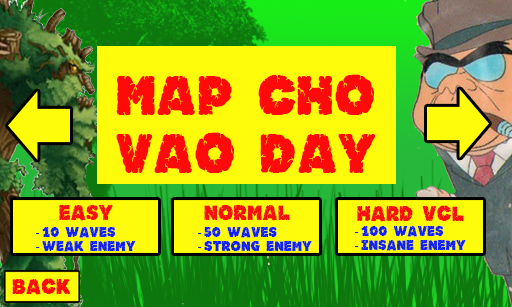 MAP CHO
VAO DAY
EASY
- 10 WAVES
- WEAK ENEMY
NORMAL
- 50 WAVES
- STRONG ENEMY
HARD VCL
- 100 WAVES
- INSANE ENEMY
BACK